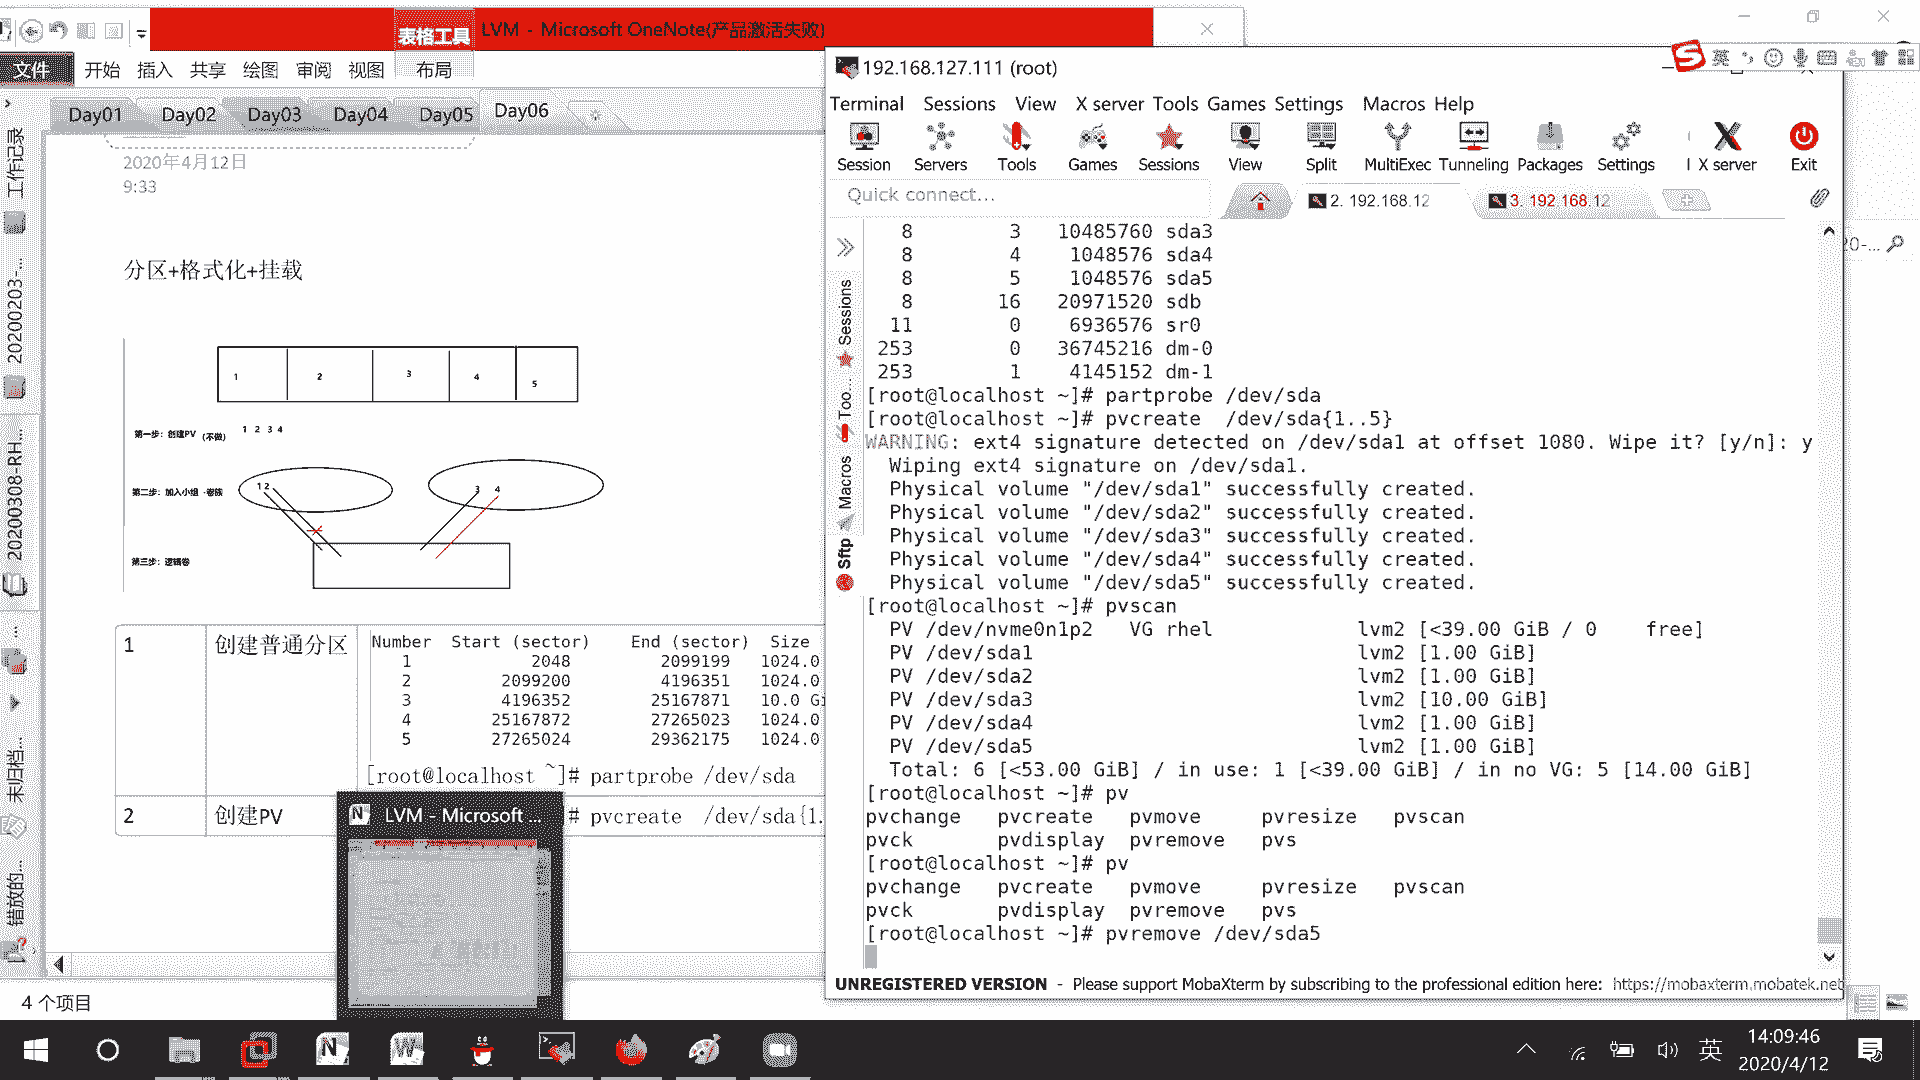 表格工具
LVM - Microsoft OneNote(产品激活失败)
文件 开始 插入 共享 绘图 审阅 视图 布局
Day01 Day02 Day03 Day04 Day05 Day06
工作记录
20200203-...
20200308-RH...
未归档...
错放的...
2020年4月12日
9:33
分区+格式化+挂载
1 2 3 4 5
第一步：创建PV (不做) 1 2 3 4
第二步：加入小组 -卷组 1 2 3 4
第三步：逻辑卷
1 创建普通分区
Number Start (sector) End (sector) Size
1 2048 2099199 1024.0
2 2099200 4196351 1024.0
3 4196352 25167871 10.0 Gi
4 25167872 27265023 1024.0
5 27265024 29362175 1024.0
[root@localhost ~]# partprobe /dev/sda
2 创建PV # pvcreate /dev/sda{1.
LVM - Microsoft ...
4 个项目
192.168.127.111 (root)
英
Terminal Sessions View X server Tools Games Settings Macros Help
Session Servers Tools Games Sessions View Split MultiExec Tunneling Packages Settings X server Exit
Quick connect...
2. 192.168.12 3. 192.168.12
20-...
Sessions
Too...
Macros
Sftp
8 3 10485760 sda3
8 4 1048576 sda4
8 5 1048576 sda5
8 16 20971520 sdb
11 0 6936576 sr0
253 0 36745216 dm-0
253 1 4145152 dm-1
[root@localhost ~]# partprobe /dev/sda
[root@localhost ~]# pvcreate /dev/sda{1..5}
WARNING: ext4 signature detected on /dev/sda1 at offset 1080. Wipe it? [y/n]: y
Wiping ext4 signature on /dev/sda1.
Physical volume "/dev/sda1" successfully created.
Physical volume "/dev/sda2" successfully created.
Physical volume "/dev/sda3" successfully created.
Physical volume "/dev/sda4" successfully created.
Physical volume "/dev/sda5" successfully created.
[root@localhost ~]# pvscan
PV /dev/nvme0n1p2 VG rhel lvm2 [<39.00 GiB / 0 free]
PV /dev/sda1 lvm2 [1.00 GiB]
PV /dev/sda2 lvm2 [1.00 GiB]
PV /dev/sda3 lvm2 [10.00 GiB]
PV /dev/sda4 lvm2 [1.00 GiB]
PV /dev/sda5 lvm2 [1.00 GiB]
Total: 6 [<53.00 GiB] / in use: 1 [<39.00 GiB] / in no VG: 5 [14.00 GiB]
[root@localhost ~]# pv
pvchange pvcreate pvmove pvresize pvscan
pvck pvdisplay pvremove pvs
[root@localhost ~]# pv
pvchange pvcreate pvmove pvresize pvscan
pvck pvdisplay pvremove pvs
[root@localhost ~]# pvremove /dev/sda5
UNREGISTERED VERSION - Please support MobaXterm by subscribing to the professional edition here: https://mobaxterm.mobatek.net
英
14:09:46
2020/4/12